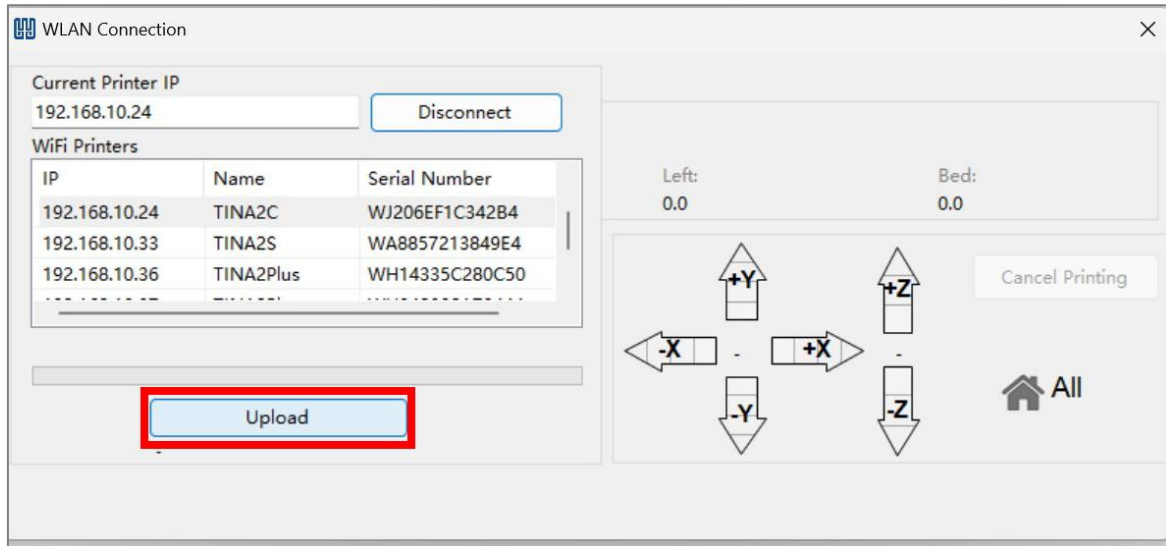 WLAN Connection
Current Printer IP
192.168.10.24 Disconnect
WiFi Printers
IP Name Serial Number
192.168.10.24 TINA2C WJ206EF1C342B4
192.168.10.33 TINA2S WA8857213849E4
192.168.10.36 TINA2Plus WH14335C280C50
Upload
-
Left: Bed:
0.0 0.0
+Y +Z Cancel Printing
-X - +X -
-Y -Z All